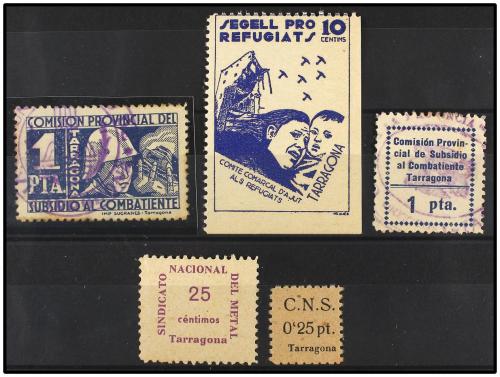 COMISIÓN PROVINCIAL DEL
1 PTA
TARRAGONA
SUBSIDIO AL COMBATIENTE
IMP. SUGRAÑES - Tarragona
SEGELL PRO 10
REFUGIATS CENTIMS
TARRAGONA
COMITE COMARCAL D'AJUT
ALS REFUGIATS
Comisión Provin-
cial de Subsidio
al Combatiente
Tarragona
1 pta.
SINDICATO NACIONAL DEL METAL
25
céntimos
Tarragona
C.N.S.
0'25 pt.
Tarragona